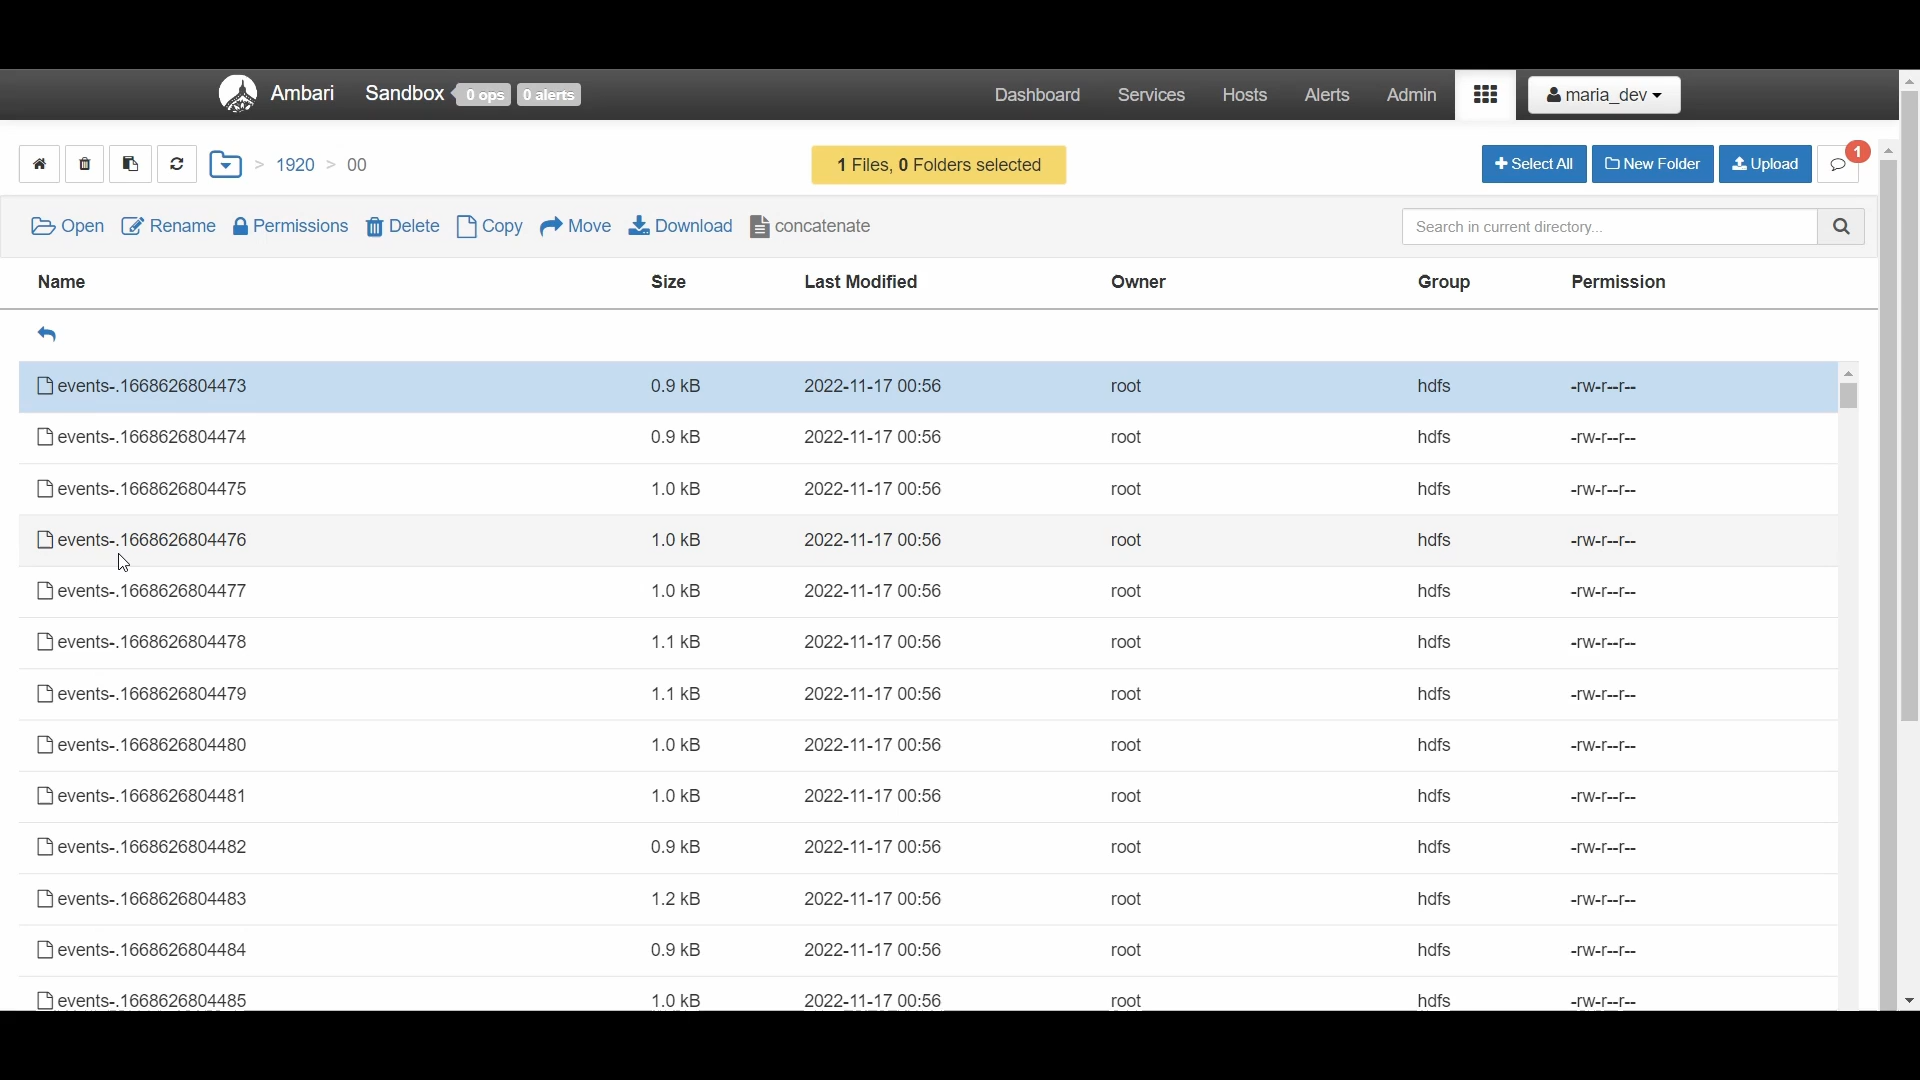 Ambari Sandbox 0 ops 0 alerts Dashboard Services Hosts Alerts Admin maria_dev
> 1920 > 00 1 Files, 0 Folders selected Select All New Folder Upload 1
Open Rename Permissions Delete Copy Move Download concatenate Search in current directory...
Name Size Last Modified Owner Group Permission
events-.1668626804473 0.9 kB 2022-11-17 00:56 root hdfs -rw-r--r--
events-.1668626804474 0.9 kB 2022-11-17 00:56 root hdfs -rw-r--r--
events-.1668626804475 1.0 kB 2022-11-17 00:56 root hdfs -rw-r--r--
events-.1668626804476 1.0 kB 2022-11-17 00:56 root hdfs -rw-r--r--
events-.1668626804477 1.0 kB 2022-11-17 00:56 root hdfs -rw-r--r--
events-.1668626804478 1.1 kB 2022-11-17 00:56 root hdfs -rw-r--r--
events-.1668626804479 1.1 kB 2022-11-17 00:56 root hdfs -rw-r--r--
events-.1668626804480 1.0 kB 2022-11-17 00:56 root hdfs -rw-r--r--
events-.1668626804481 1.0 kB 2022-11-17 00:56 root hdfs -rw-r--r--
events-.1668626804482 0.9 kB 2022-11-17 00:56 root hdfs -rw-r--r--
events-.1668626804483 1.2 kB 2022-11-17 00:56 root hdfs -rw-r--r--
events-.1668626804484 0.9 kB 2022-11-17 00:56 root hdfs -rw-r--r--
events-.1668626804485 1.0 kB 2022-11-17 00:56 root hdfs -rw-r--r--